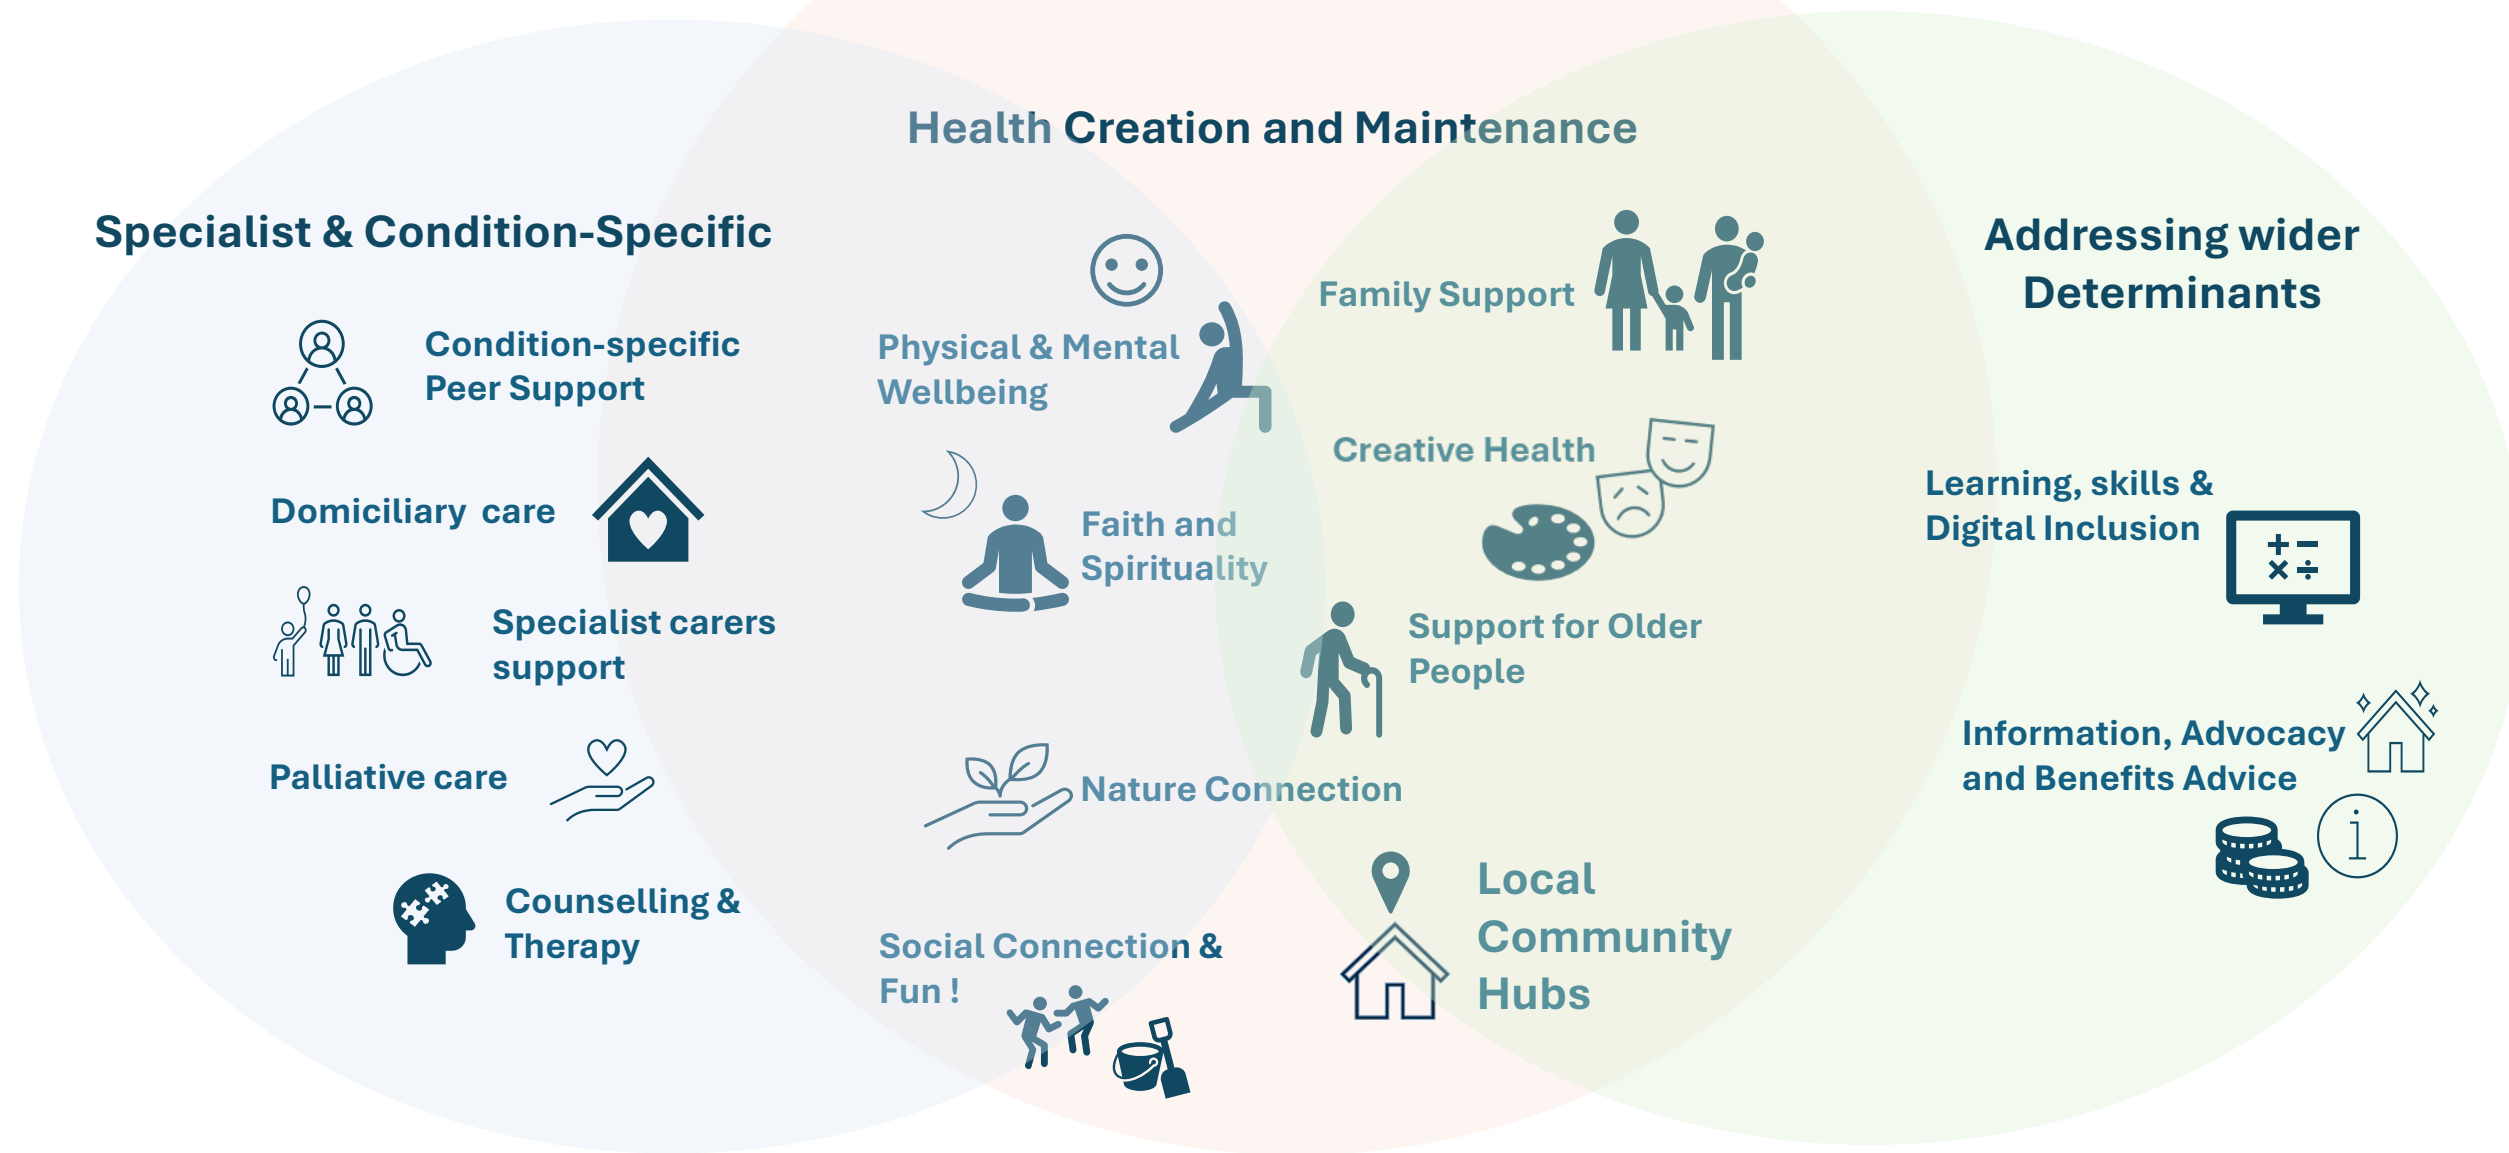 Health Creation and Maintenance
Specialist & Condition-Specific
Condition-specific
Peer Support
Domiciliary care
Specialist carers
support
Palliative care
Counselling &
Therapy
Physical & Mental
Wellbeing
Faith and
Spirituality
Nature Connection
Social Connection &
Fun !
Family Support
Creative Health
Support for Older
People
Local
Community
Hubs
Addressing wider
Determinants
Learning, skills &
Digital Inclusion
Information, Advocacy
and Benefits Advice
i